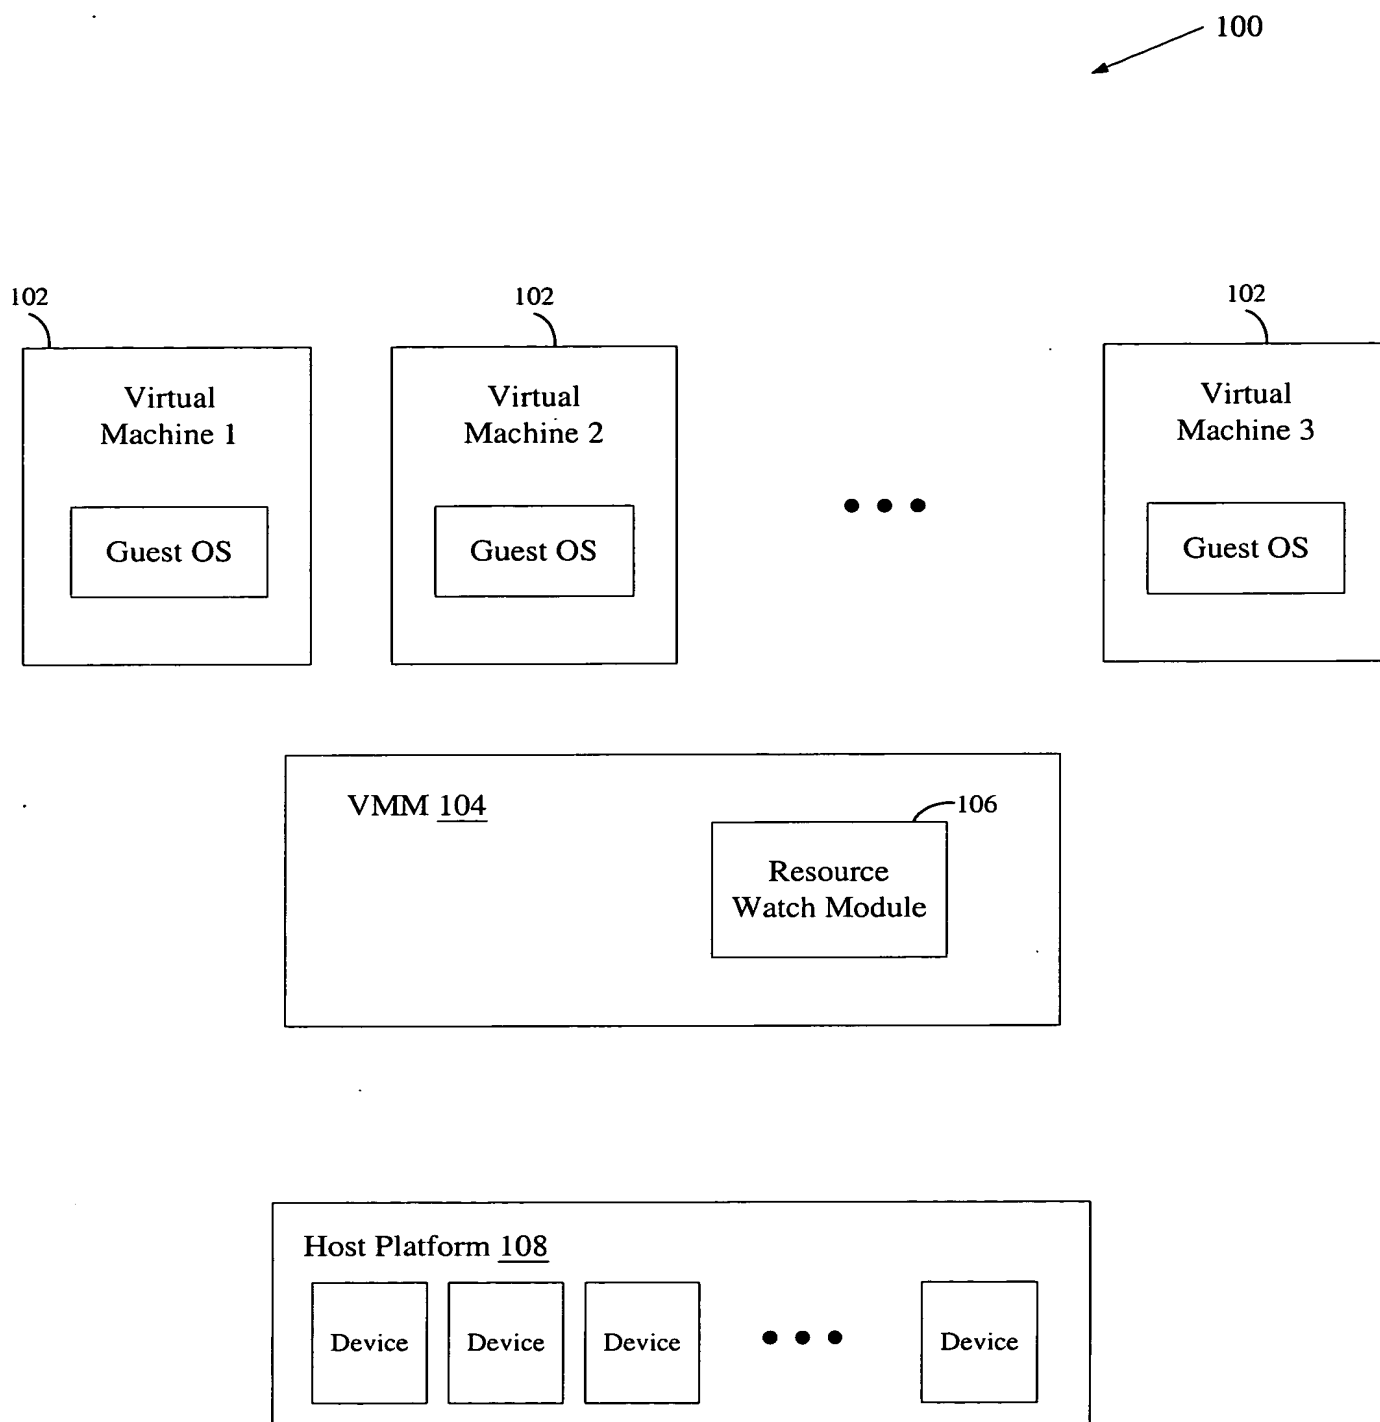 100
102
102
102
Virtual
Machine 1
Guest OS
Virtual
Machine 2
Guest OS
Virtual
Machine 3
Guest OS
VMM 104
106
Resource
Watch Module
Host Platform 108
Device
Device
Device
Device